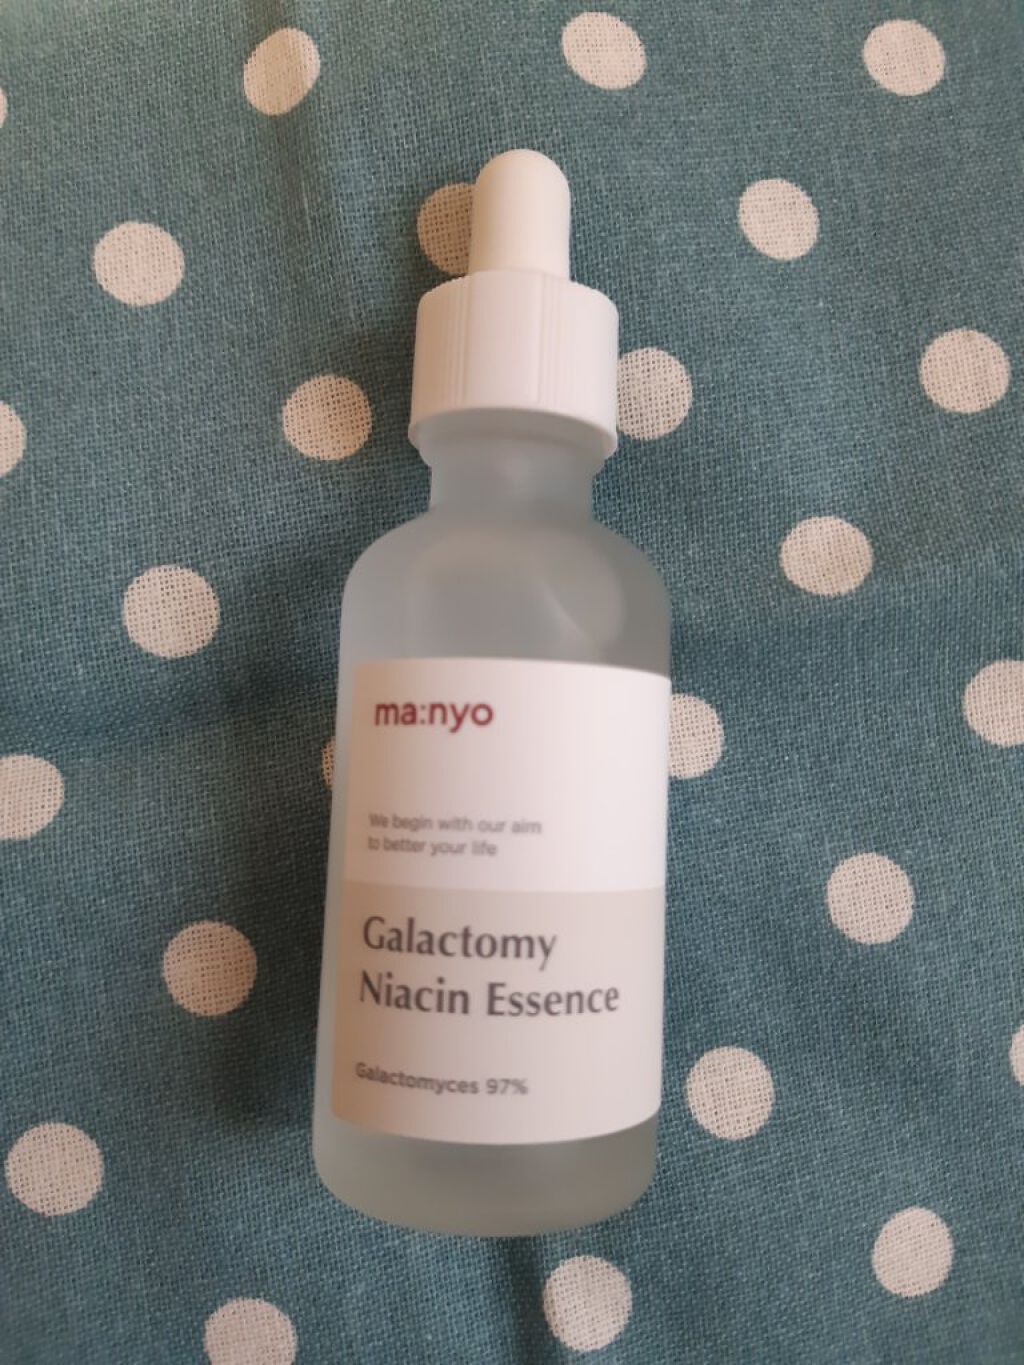 ma:nyo
We begin with our aim
to better your life
Galactomy
Niacin Essence
Galactomyces 97%